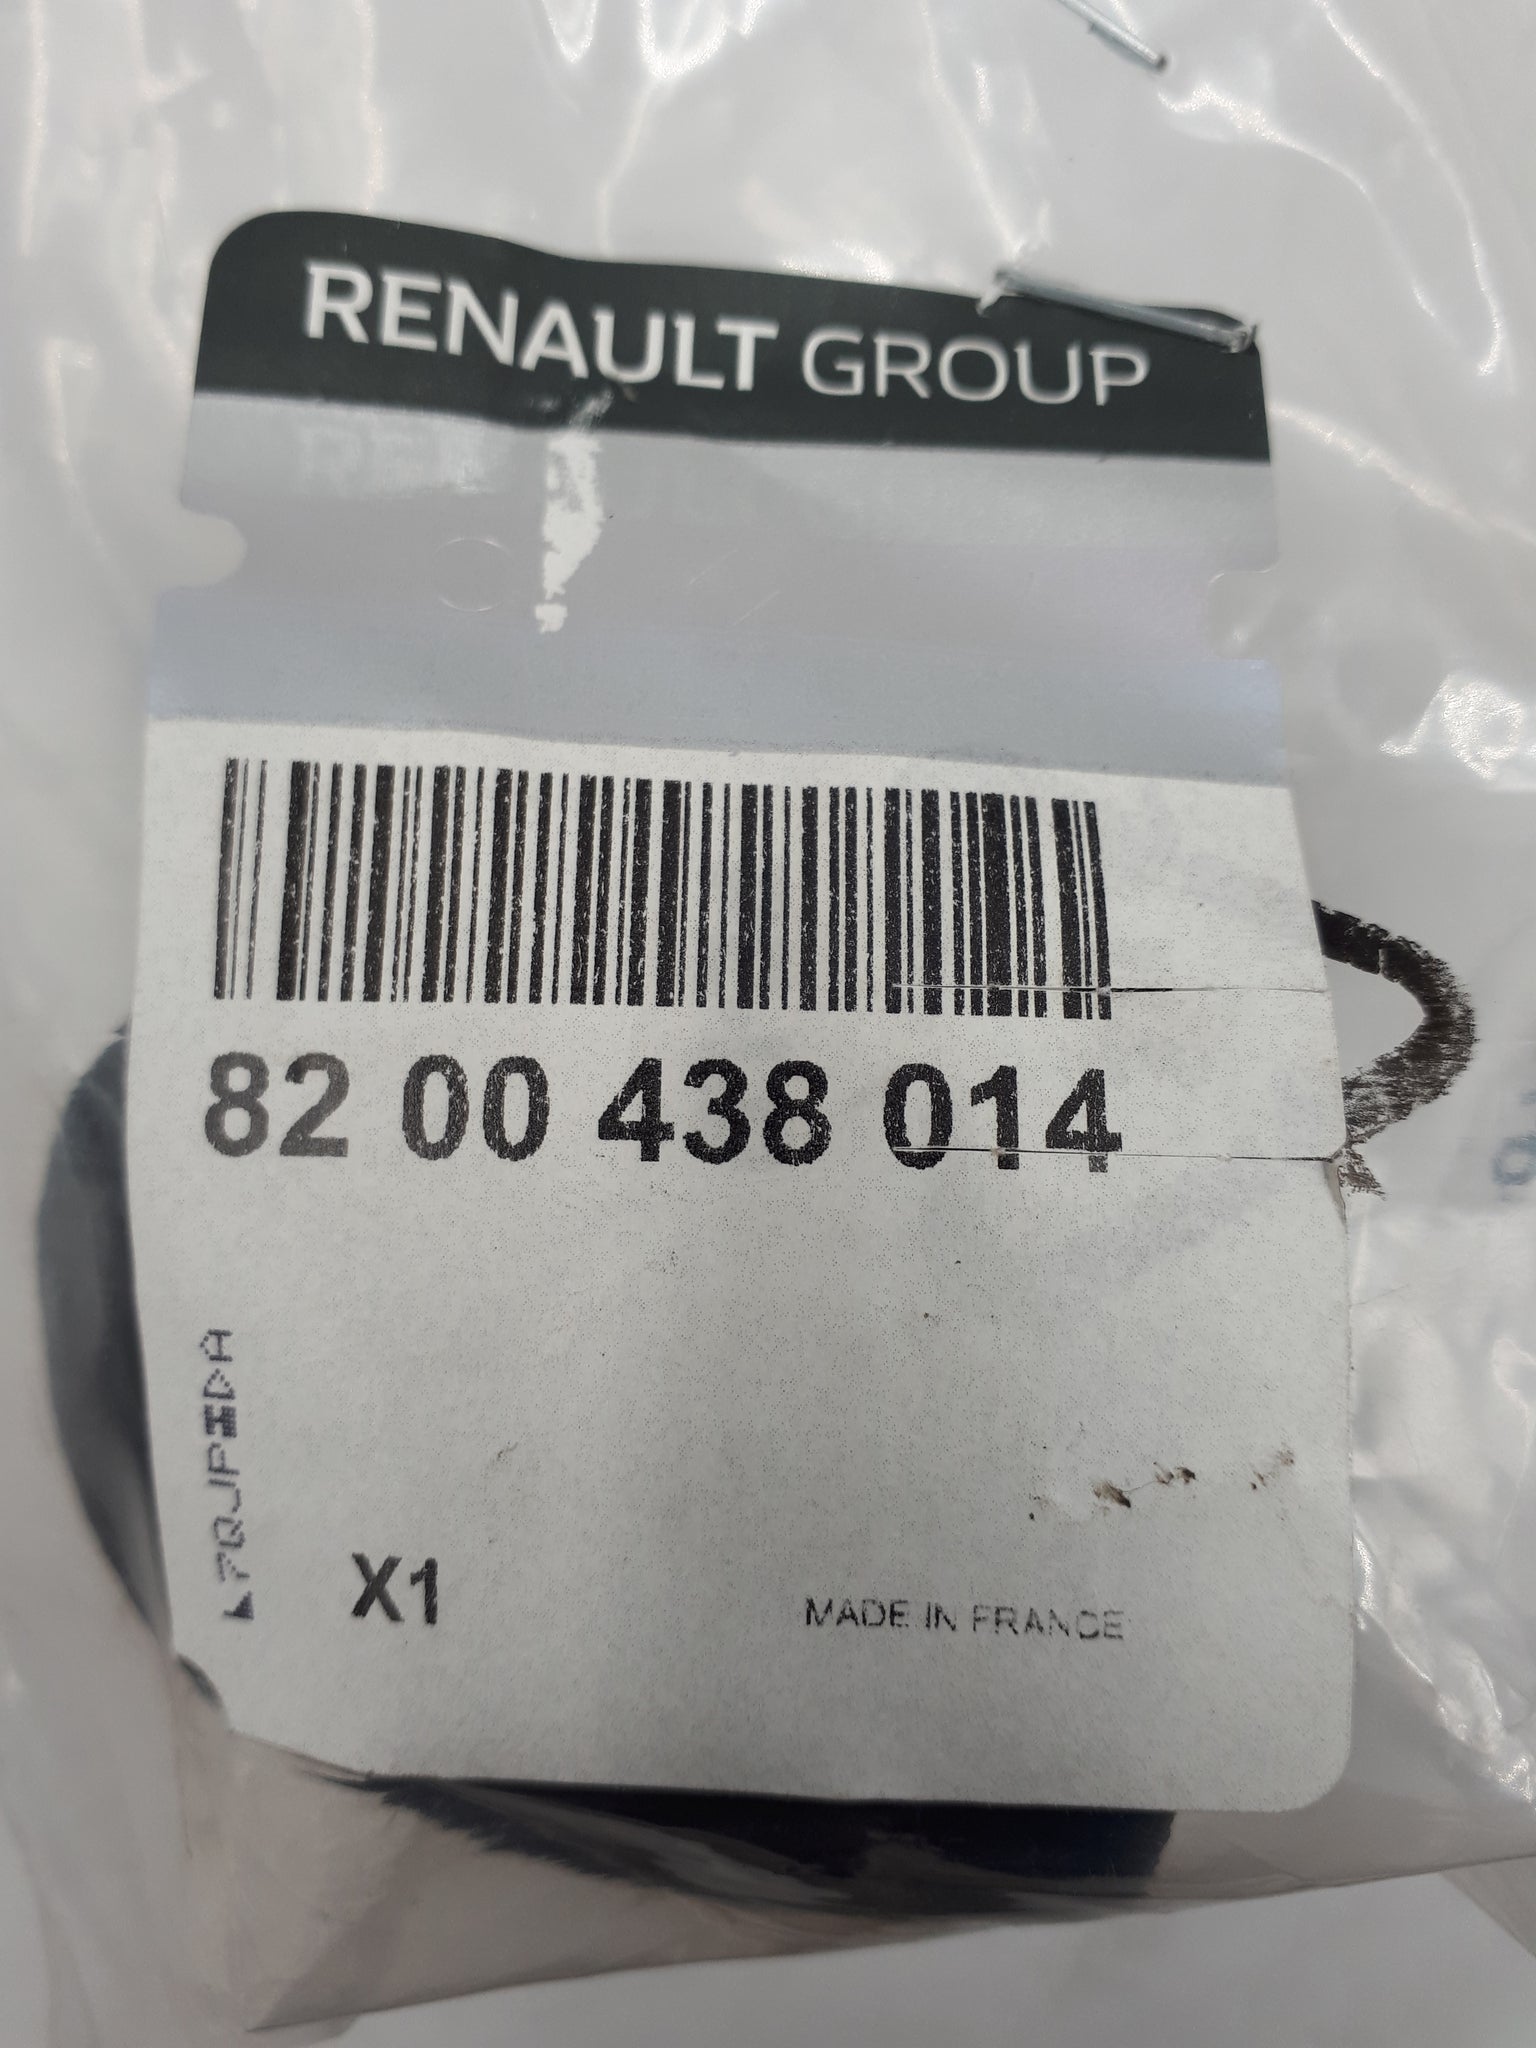 RENAULT GROUP
82 00 438 014
X1
MADE IN FRANCE